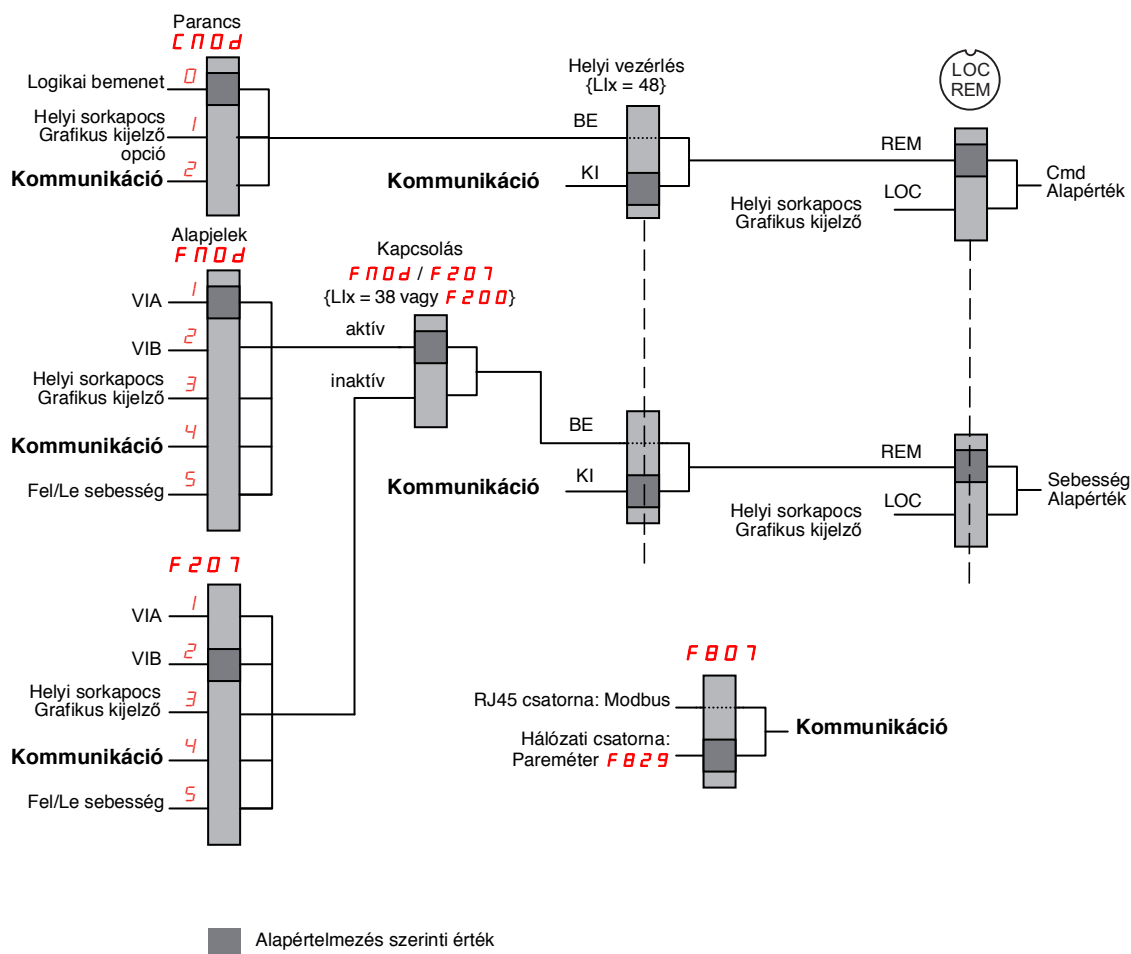 Parancs
CNOd
Logikai bemenet
0
Helyi sorkapocs
Grafikus kijelző
opció
1
Kommunikáció
2
Helyi vezérlés
{LIx = 48}
BE
Kommunikáció
KI
LOC
REM
REM
LOC
Helyi sorkapocs
Grafikus kijelző
Cmd
Alapérték
Alapjelek
FNOd
VIA
1
VIB
2
Helyi sorkapocs
Grafikus kijelző
3
Kommunikáció
4
Fel/Le sebesség
5
Kapcsolás
FNOd / F207
{LIx = 38 vagy F200}
aktív
inaktív
BE
Kommunikáció
KI
REM
LOC
Helyi sorkapocs
Grafikus kijelző
Sebesség
Alapérték
F207
VIA
1
VIB
2
Helyi sorkapocs
Grafikus kijelző
3
Kommunikáció
4
Fel/Le sebesség
5
F807
RJ45 csatorna: Modbus
Hálózati csatorna:
Pareméter F829
Kommunikáció
Alapértelmezés szerinti érték